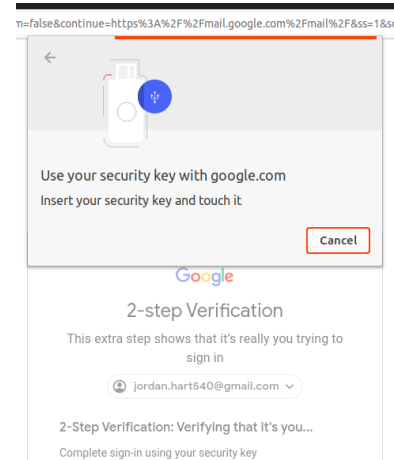 m=false&continue=https%3A%2F%2Fmail.google.com%2Fmail%2F&ss=1&sc
Use your security key with google.com
Insert your security key and touch it
Cancel
Google
2-step Verification
This extra step shows that it's really you trying to
sign in
jordan.hart540@gmail.com
2-Step Verification: Verifying that it's you...
Complete sign-in using your security key